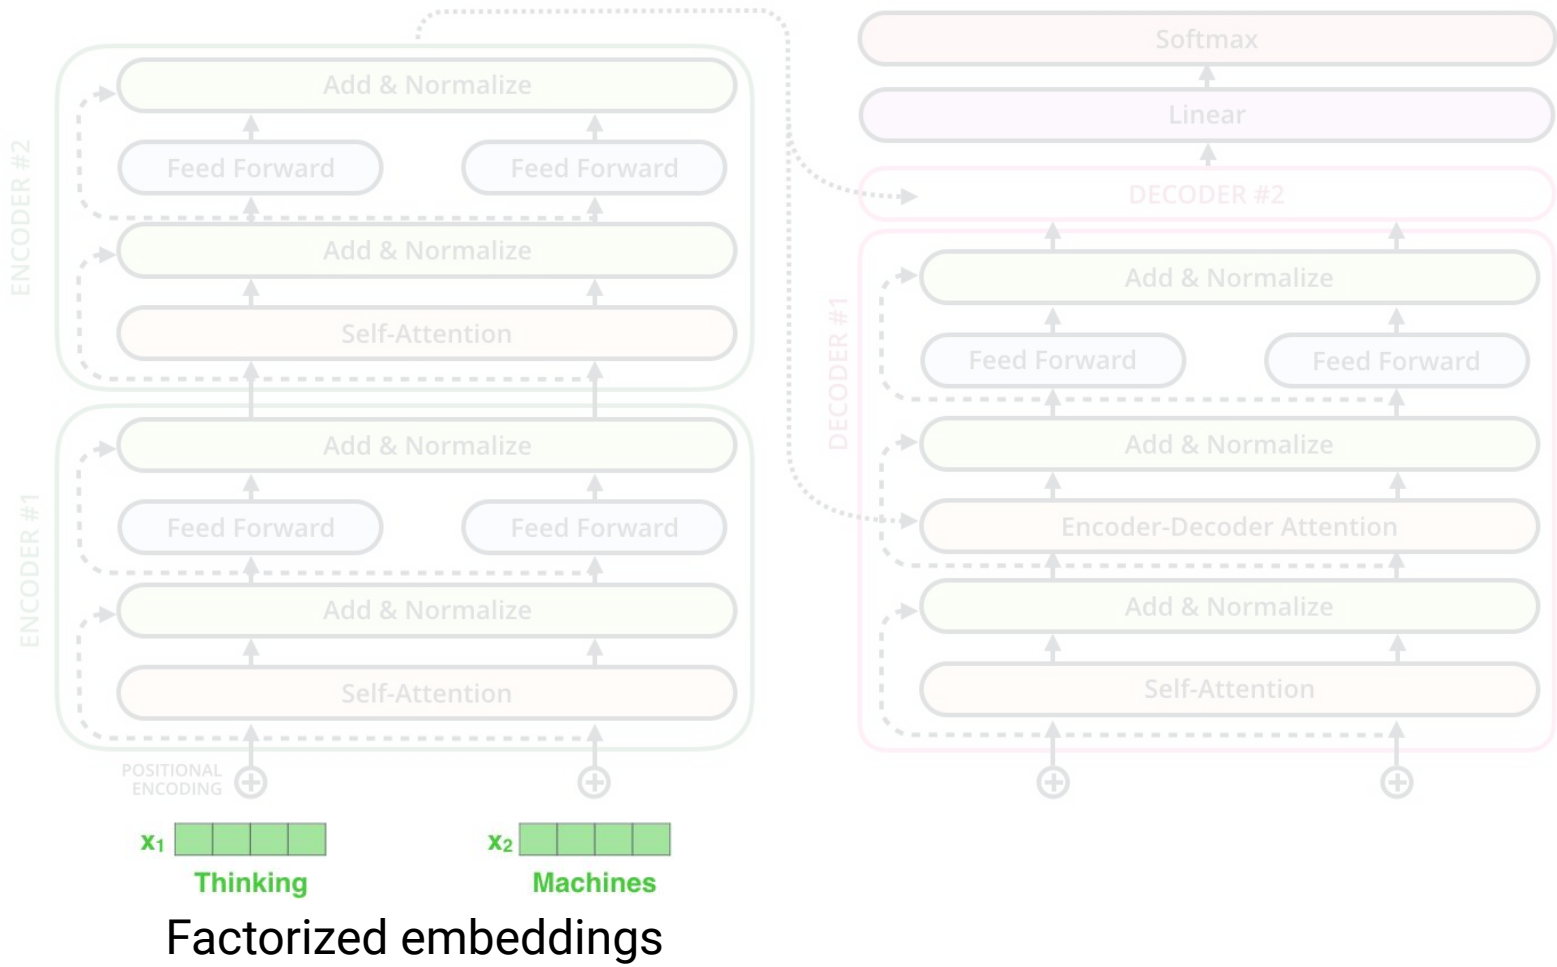 ENCODER #2
Add & Normalize
Feed Forward
Feed Forward
Add & Normalize
Self-Attention
ENCODER #1
Add & Normalize
Feed Forward
Feed Forward
Add & Normalize
Self-Attention
POSITIONAL
ENCODING
x₁
x₂
Thinking
Machines
Factorized embeddings
Softmax
Linear
DECODER #2
DECODER #1
Add & Normalize
Feed Forward
Feed Forward
Add & Normalize
Encoder-Decoder Attention
Add & Normalize
Self-Attention